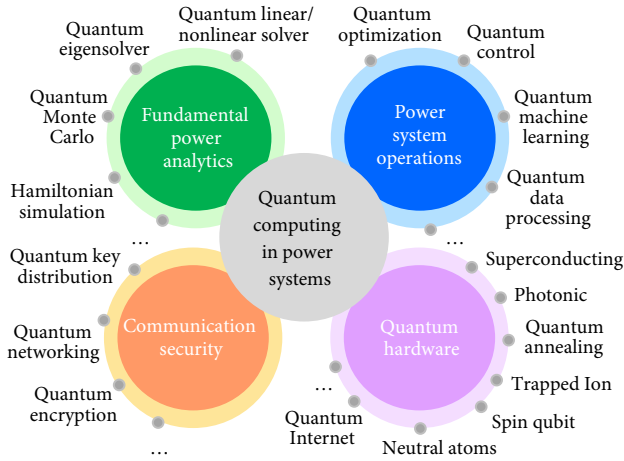 Quantum
eigensolver
Quantum linear/
nonlinear solver
Quantum
Monte
Carlo
Hamiltonian
simulation
...
Fundamental
power
analytics
Quantum
optimization
Quantum
control
Quantum
machine
learning
Quantum
data
processing
...
Power
system
operations
Quantum
computing
in power
systems
Quantum key
distribution
Quantum
networking
Quantum
encryption
...
Communication
security
Superconducting
Photonic
Quantum
annealing
Trapped Ion
Spin qubit
Neutral atoms
Quantum
Internet
...
Quantum
hardware